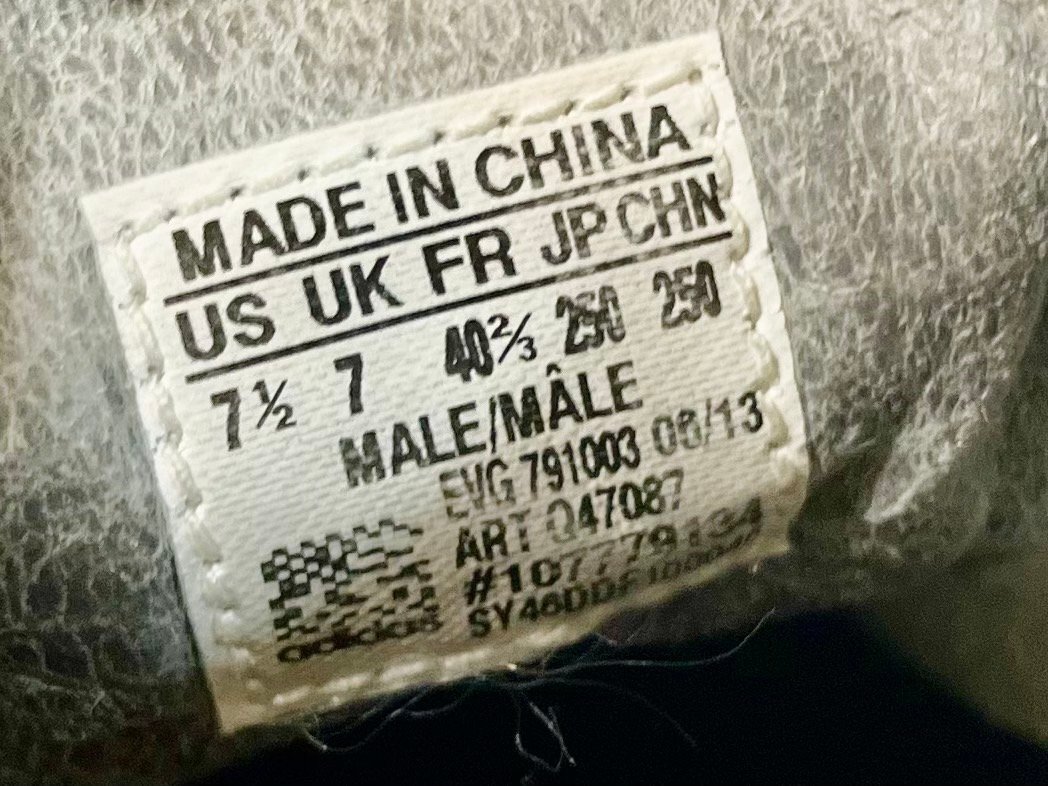 MADE IN CHINA
US UK FR JP CHN
7½ 7 40⅔ 250 250
MALE/MÂLE
EVG 791003 06/13
ART Q47087
#107779134
adidas